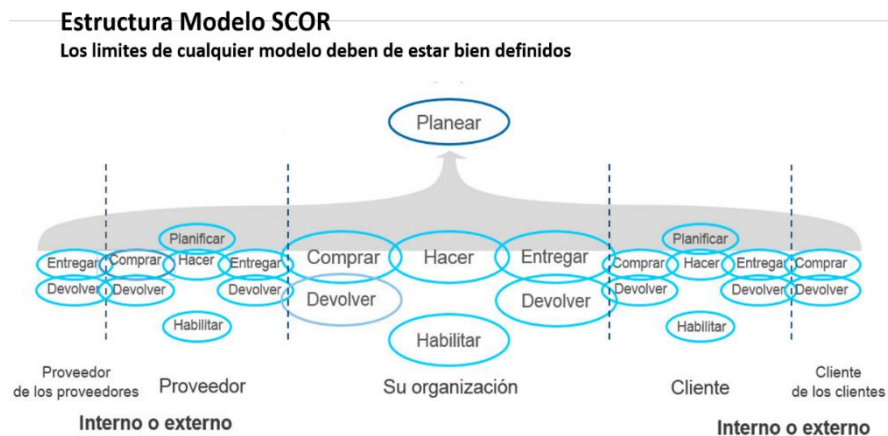 Estructura Modelo SCOR
Los limites de cualquier modelo deben de estar bien definidos
Planear
Planificar
Planificar
Entregar
Comprar
Hacer
Entregar
Comprar
Hacer
Entregar
Comprar
Hacer
Entregar
Comprar
Devolver
Devolver
Devolver
Devolver
Devolver
Devolver
Devolver
Devolver
Habilitar
Habilitar
Habilitar
Proveedor
de los proveedores
Proveedor
Su organización
Cliente
Cliente
de los clientes
Interno o externo
Interno o externo